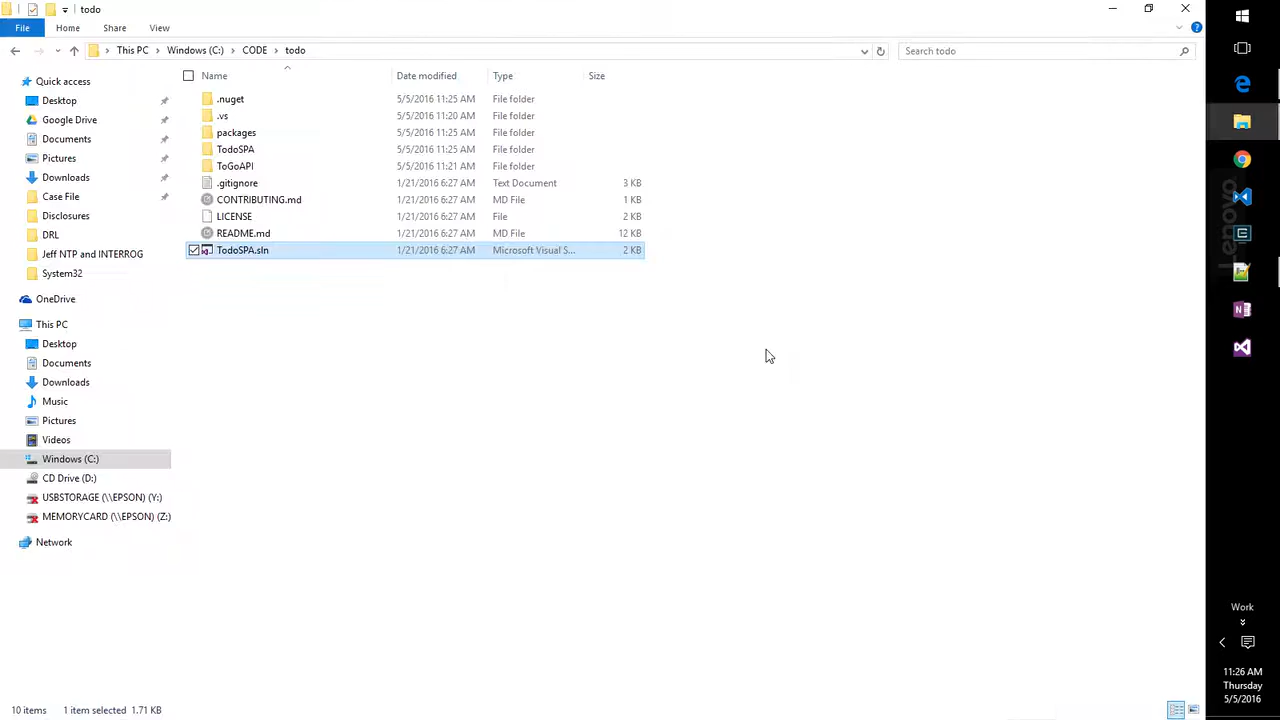 todo
File Home Share View
This PC Windows (C:) CODE todo Search todo
Name Date modified Type Size
Quick access
Desktop
Google Drive
Documents
Pictures
Downloads
Case File
Disclosures
DRL
Jeff NTP and INTERROG
System32
OneDrive
This PC
Desktop
Documents
Downloads
Music
Pictures
Videos
Windows (C:)
CD Drive (D:)
USBSTORAGE (\\EPSON) (Y:)
MEMORYCARD (\\EPSON) (Z:)
Network
.nuget 5/5/2016 11:25 AM File folder
.vs 5/5/2016 11:20 AM File folder
packages 5/5/2016 11:25 AM File folder
TodoSPA 5/5/2016 11:25 AM File folder
ToGoAPI 5/5/2016 11:21 AM File folder
.gitignore 1/21/2016 6:27 AM Text Document 3 KB
CONTRIBUTING.md 1/21/2016 6:27 AM MD File 1 KB
LICENSE 1/21/2016 6:27 AM File 2 KB
README.md 1/21/2016 6:27 AM MD File 12 KB
TodoSPA.sln 1/21/2016 6:27 AM Microsoft Visual S... 2 KB
10 items 1 item selected 1.71 KB
Lenovo
Work
11:26 AM
Thursday
5/5/2016